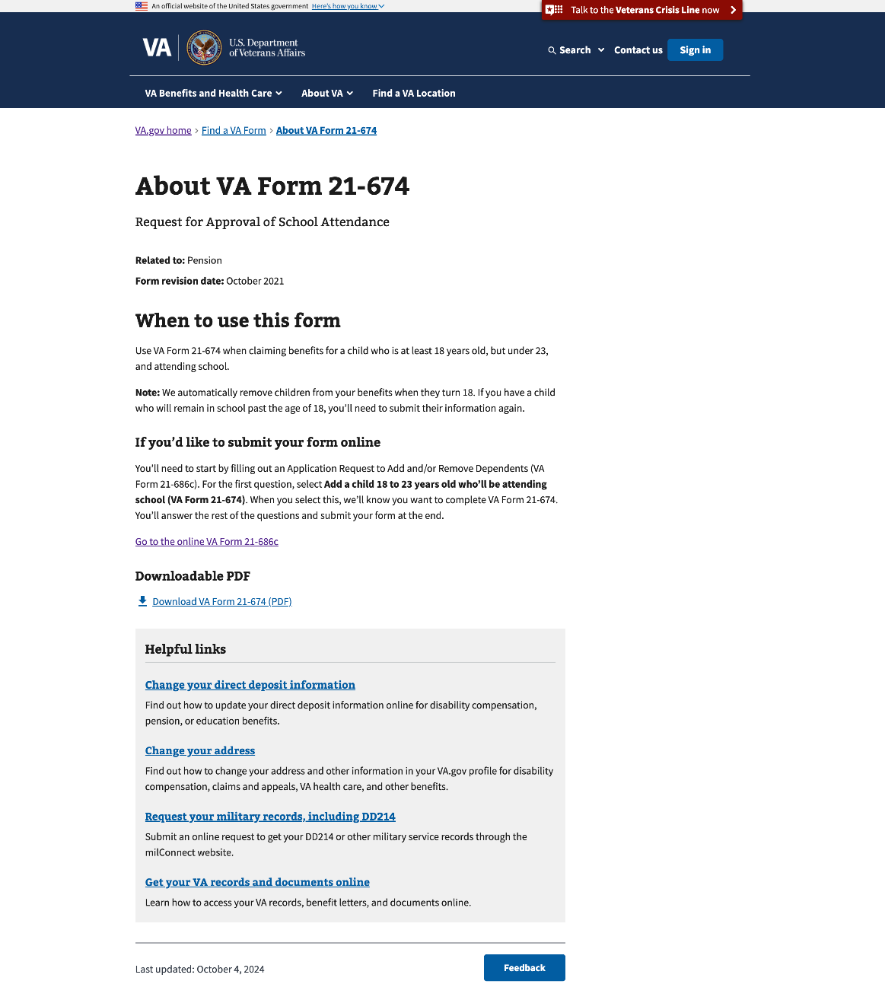 An official website of the United States government Here's how you know
Talk to the Veterans Crisis Line now
VA
U.S. Department
of Veterans Affairs
Search
Contact us
Sign in
VA Benefits and Health Care
About VA
Find a VA Location
VA.gov home › Find a VA Form › About VA Form 21-674
About VA Form 21-674
Request for Approval of School Attendance
Related to: Pension
Form revision date: October 2021
When to use this form
Use VA Form 21-674 when claiming benefits for a child who is at least 18 years old, but under 23,
and attending school.
Note: We automatically remove children from your benefits when they turn 18. If you have a child
who will remain in school past the age of 18, you’ll need to submit their information again.
If you’d like to submit your form online
You’ll need to start by filling out an Application Request to Add and/or Remove Dependents (VA
Form 21-686c). For the first question, select Add a child 18 to 23 years old who’ll be attending
school (VA Form 21-674). When you select this, we’ll know you want to complete VA Form 21-674.
You’ll answer the rest of the questions and submit your form at the end.
Go to the online VA Form 21-686c
Downloadable PDF
Download VA Form 21-674 (PDF)
Helpful links
Change your direct deposit information
Find out how to update your direct deposit information online for disability compensation,
pension, or education benefits.
Change your address
Find out how to change your address and other information in your VA.gov profile for disability
compensation, claims and appeals, VA health care, and other benefits.
Request your military records, including DD214
Submit an online request to get your DD214 or other military service records through the
milConnect website.
Get your VA records and documents online
Learn how to access your VA records, benefit letters, and documents online.
Last updated: October 4, 2024
Feedback